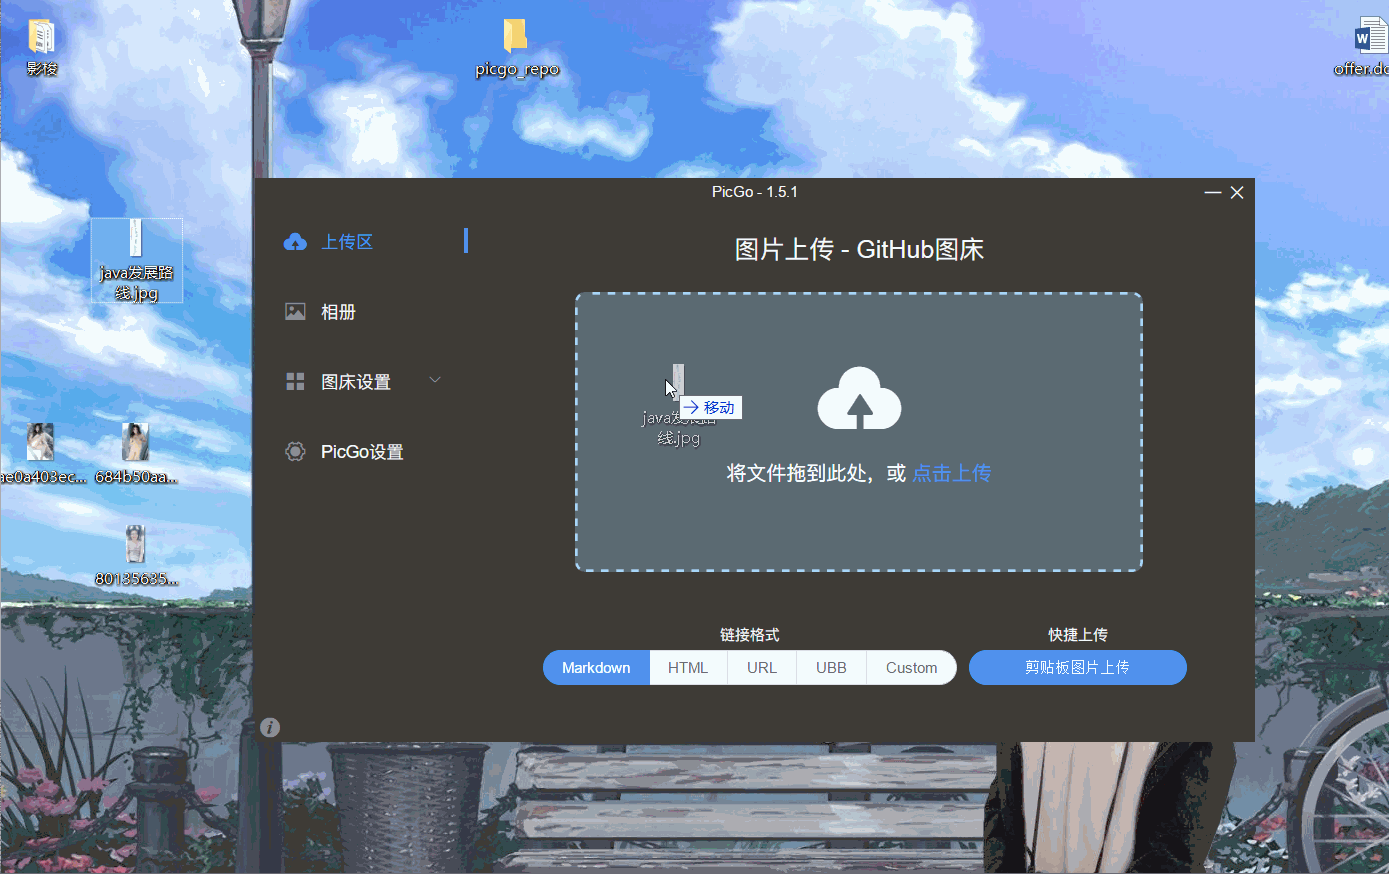 影梭
picgo_repo
offer.do
PicGo - 1.5.1
java发展路
线.jpg
上传区
相册
图床设置
PicGo设置
图片上传 - GitHub图床
java发展路
线.jpg
移动
将文件拖到此处，或 点击上传
ae0a403ec...
684b50aa...
80135635...
链接格式
快捷上传
Markdown
HTML
URL
UBB
Custom
剪贴板图片上传
i